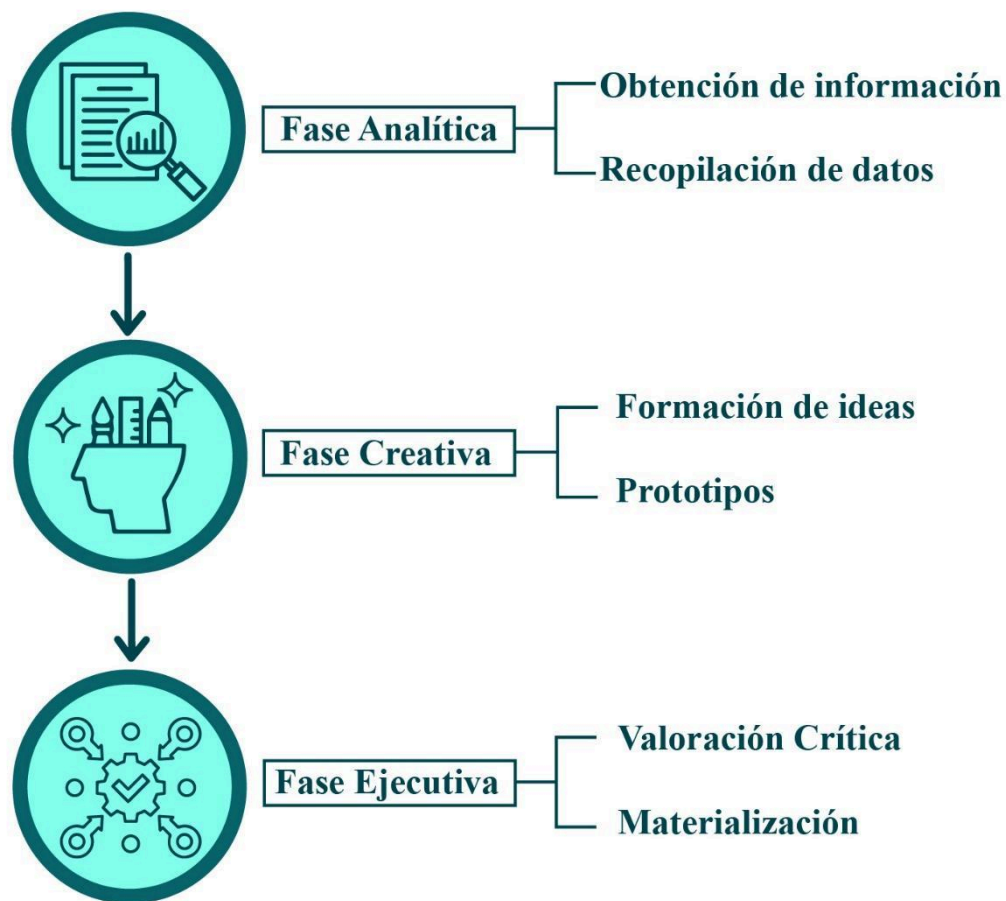 Fase Analítica
Obtención de información
Recopilación de datos
Fase Creativa
Formación de ideas
Prototipos
Fase Ejecutiva
Valoración Crítica
Materialización